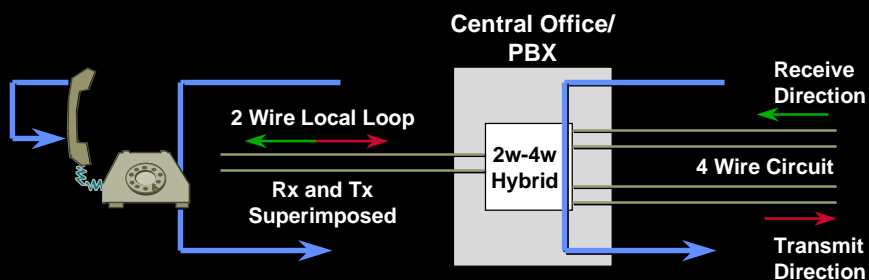 Central Office/
PBX
Receive
Direction
2 Wire Local Loop
2w-4w
Hybrid
4 Wire Circuit
Rx and Tx
Superimposed
Transmit
Direction